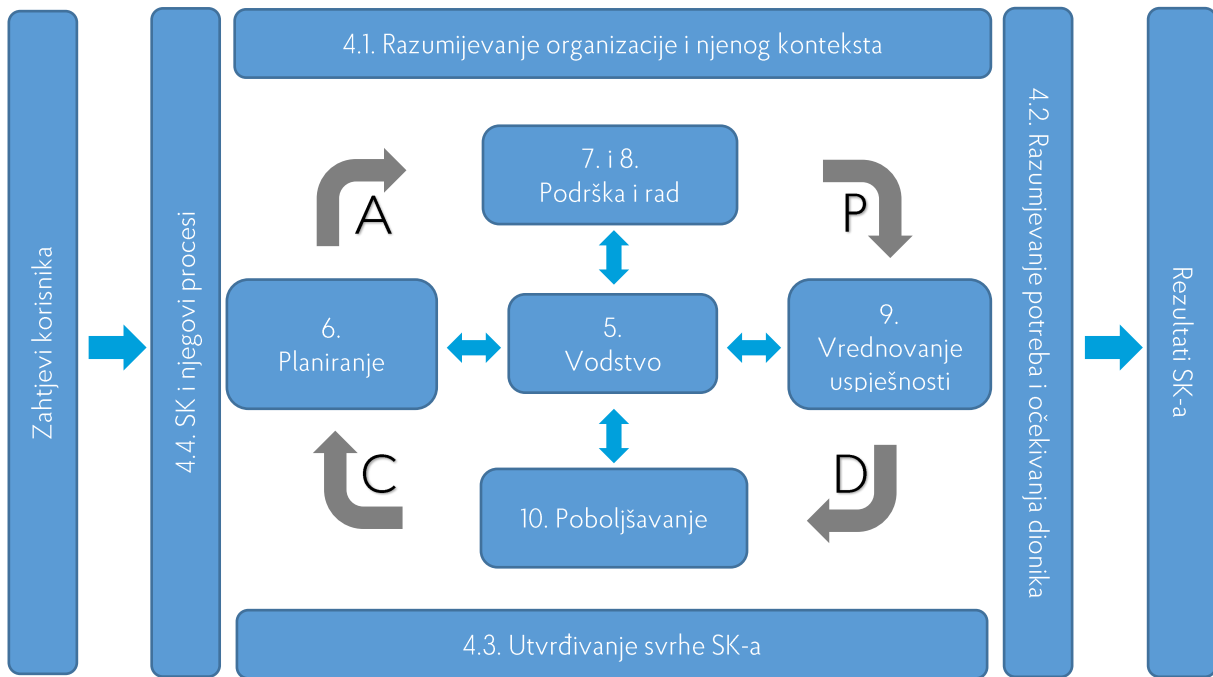 Zahtjevi korisnika
4.4. SK i njegovi procesi
4.1. Razumijevanje organizacije i njenog konteksta
7. i 8.
Podrška i rad
A
P
6.
Planiranje
5.
Vodstvo
9.
Vrednovanje
uspješnosti
C
D
10. Poboljšavanje
4.3. Utvrđivanje svrhe SK-a
4.2. Razumjevanje potreba i očekivanja dionika
Rezultati SK-a